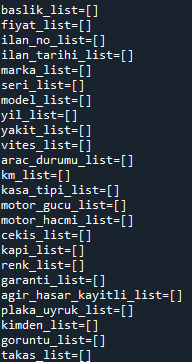 baslik_list=[]
fiyat_list=[]
ilan_no_list=[]
ilan_tarihi_list=[]
marka_list=[]
seri_list=[]
model_list=[]
yil_list=[]
yakit_list=[]
vites_list=[]
arac_durumu_list=[]
km_list=[]
kasa_tipi_list=[]
motor_gucu_list=[]
motor_hacmi_list=[]
cekis_list=[]
kapi_list=[]
renk_list=[]
garanti_list=[]
agir_hasar_kayitli_list=[]
plaka_uyruk_list=[]
kimden_list=[]
goruntu_list=[]
takas_list=[]